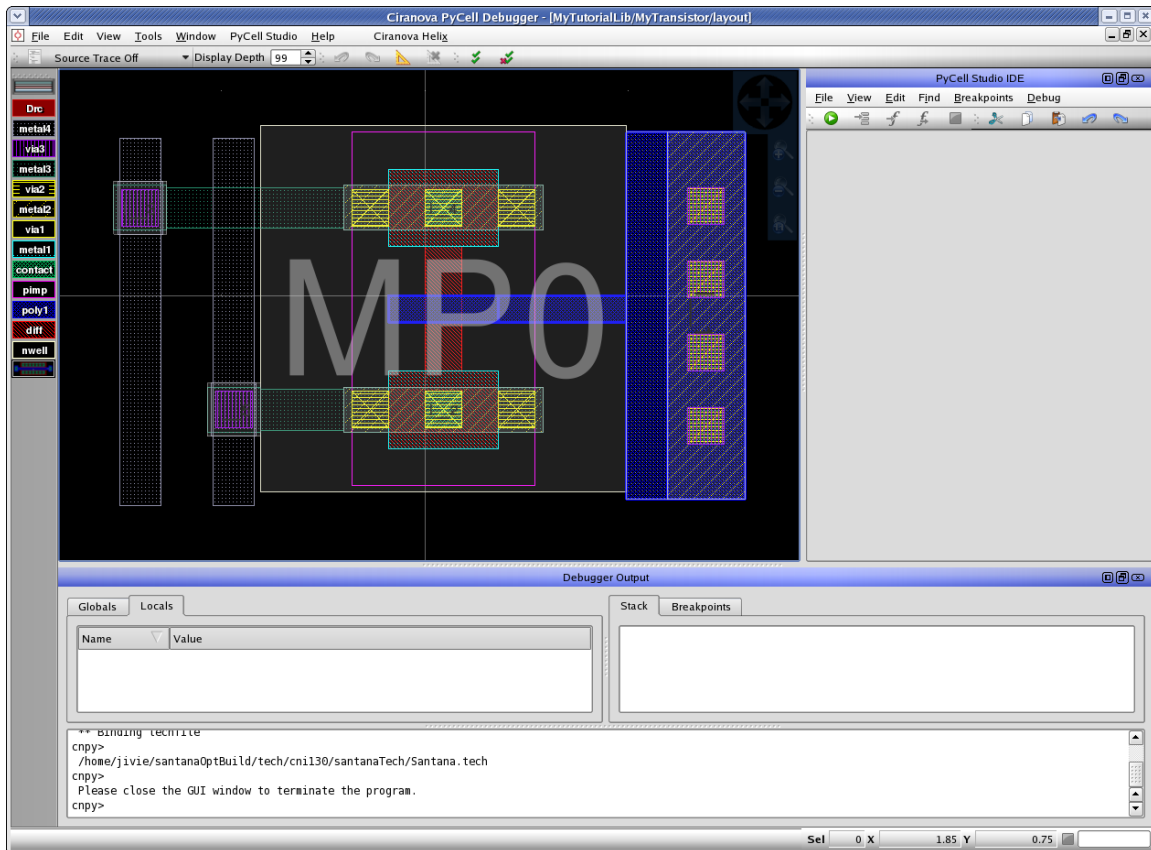 Ciranova PyCell Debugger - [MyTutorialLib/MyTransistor/layout]
File Edit View Tools Window PyCell Studio Help Ciranova Helix
Source Trace Off Display Depth 99
Drc
metal4
via3
metal3
via2
metal2
via1
metal1
contact
pimp
poly1
diff
nwell
MP0
PyCell Studio IDE
File View Edit Find Breakpoints Debug
Debugger Output
Globals Locals
Name Value
Stack Breakpoints
** Binding techfile
cnpy>
/home/jivie/santanaOptBuild/tech/cni130/santanaTech/Santana.tech
cnpy>
Please close the GUI window to terminate the program.
cnpy>
Sel 0 X 1.85 Y 0.75